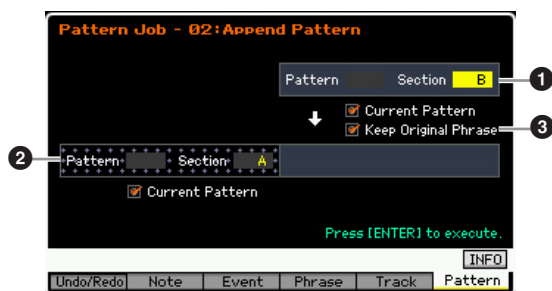 Pattern Job - 02:Append Pattern
Pattern Section B
1
Current Pattern
Keep Original Phrase
3
2
Pattern Section A
Current Pattern
Press [ENTER] to execute.
INFO
Undo/Redo Note Event Phrase Track Pattern